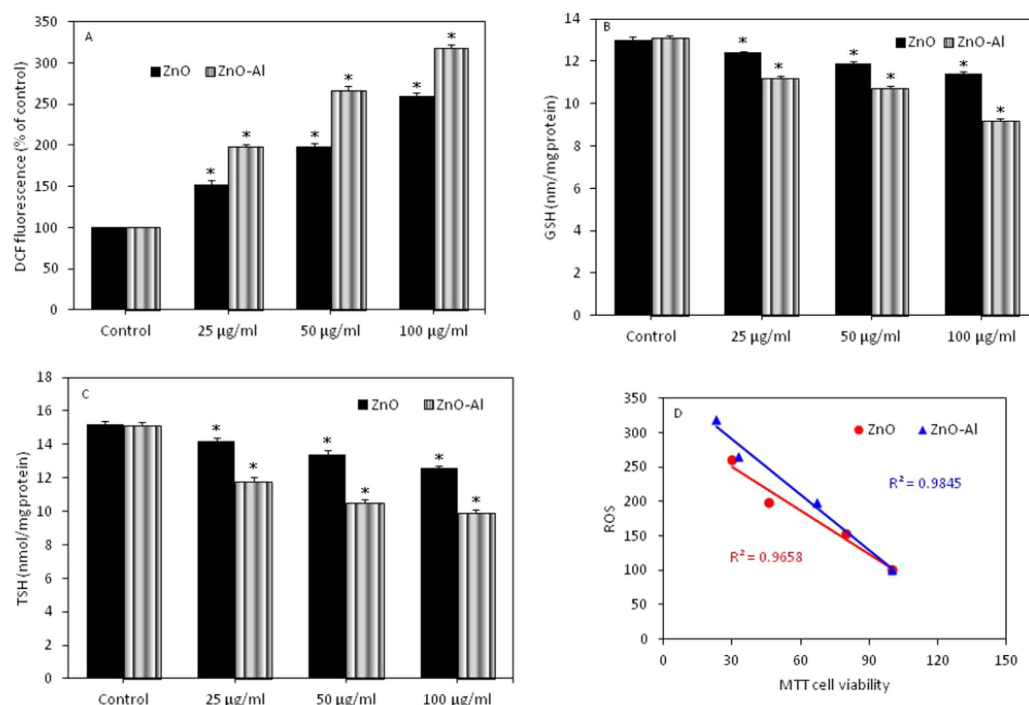 A
ZnO ZnO-Al
DCF fluorescence (% of control)
350
300
250
200
150
100
50
0
* * * * * *
Control 25 µg/ml 50 µg/ml 100 µg/ml
B
ZnO ZnO-Al
GSH (nm/mg protein)
14
12
10
8
6
4
2
0
* * * * * *
Control 25 µg/ml 50 µg/ml 100 µg/ml
C
ZnO ZnO-Al
TSH (nmol/mg protein)
18
16
14
12
10
8
6
4
2
0
* * * * * *
Control 25 µg/ml 50 µg/ml 100 µg/ml
D
ZnO ZnO-Al
ROS
350
300
250
200
150
100
50
0
R² = 0.9845
R² = 0.9658
0 30 60 90 120 150
MTT cell viability